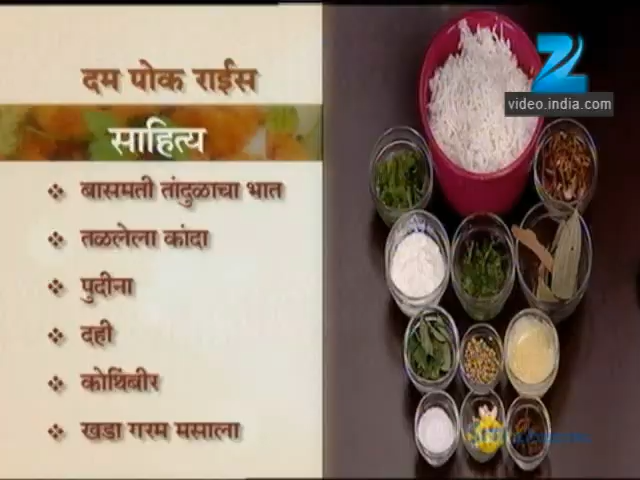 दम पोक राईस
साहित्य
❖ बासमती तांदुळाचा भात
❖ तळलेला कांदा
❖ पुदीना
❖ दही
❖ कोथिंबीर
❖ खडा गरम मसाला
video.india.com